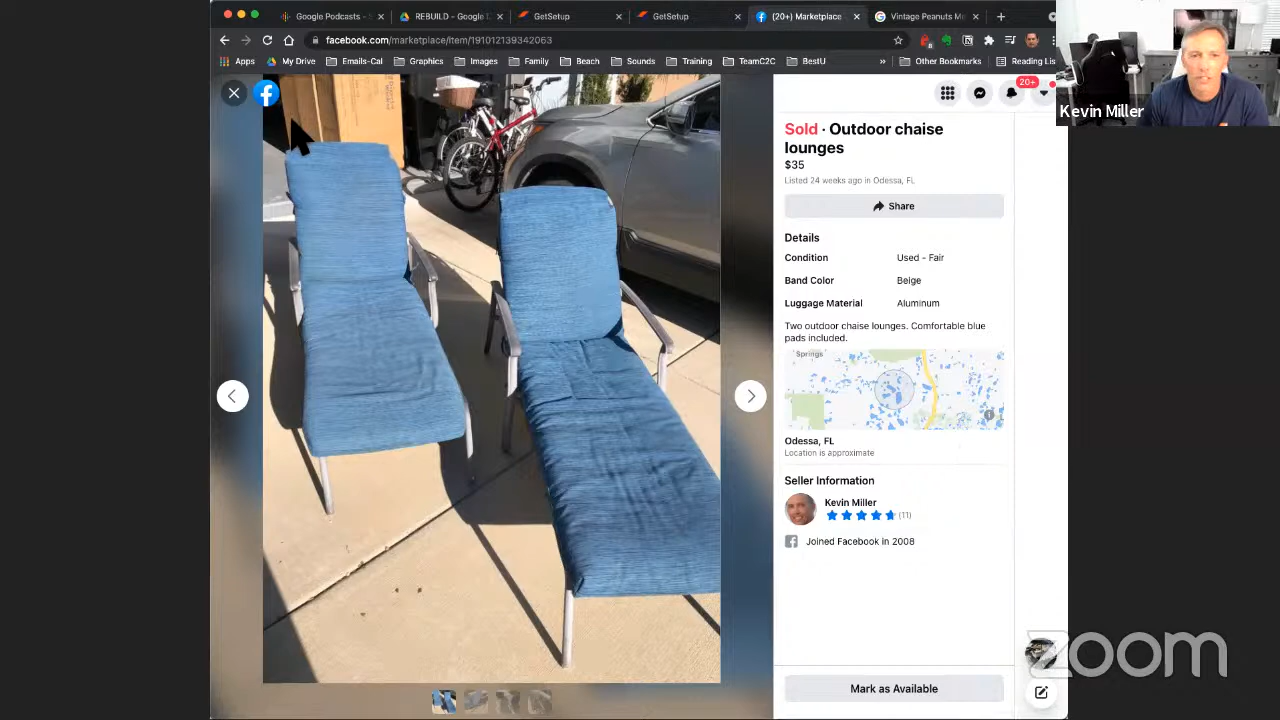 Google Podcasts - S
REBUILD - Google D
GetSetup
GetSetup
(20+) Marketplace
Vintage Peanuts Me
facebook.com/marketplace/item/191012139342063
8
Apps
My Drive
Emails-Cal
Graphics
Images
Family
Beach
Sounds
Training
TeamC2C
BestU
»
Other Bookmarks
Reading Lis
Kevin Miller
20+
Sold · Outdoor chaise
lounges
$35
Listed 24 weeks ago in Odessa, FL
Share
Details
Condition Used - Fair
Band Color Beige
Luggage Material Aluminum
Two outdoor chaise lounges. Comfortable blue
pads included.
Springs
Odessa, FL
Location is approximate
Seller Information
Kevin Miller
(11)
Joined Facebook in 2008
Mark as Available
zoom